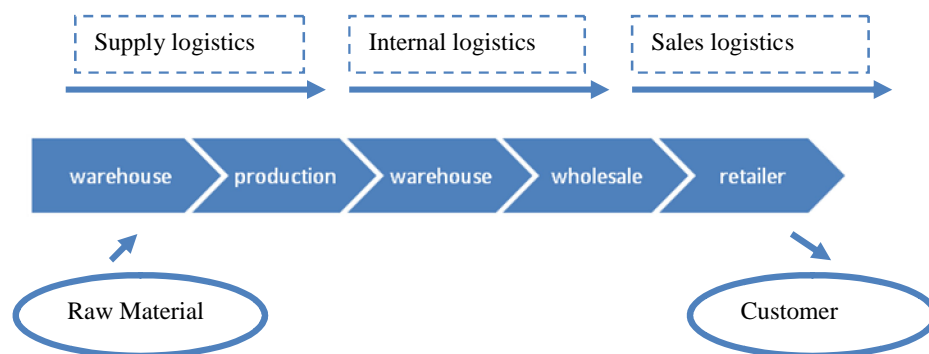 Supply logistics
Internal logistics
Sales logistics
warehouse
production
warehouse
wholesale
retailer
Raw Material
Customer